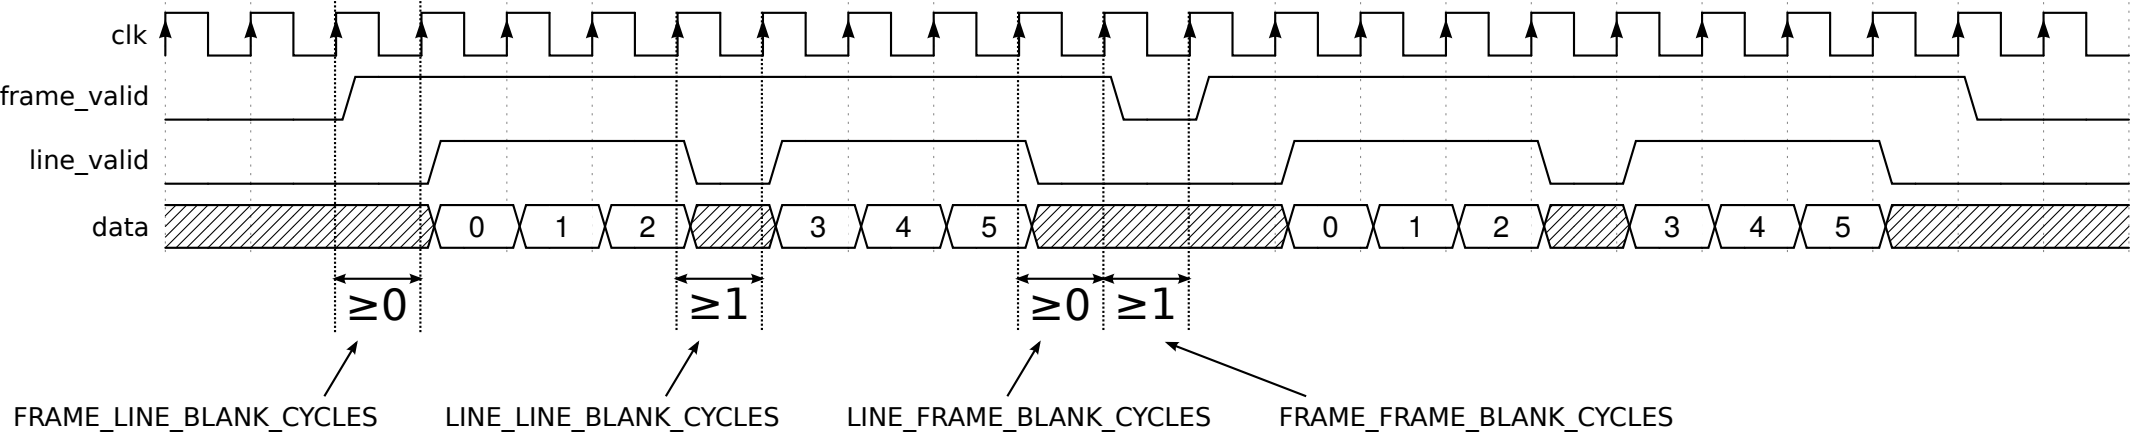 clk
frame_valid
line_valid
data 0 1 2 3 4 5 0 1 2 3 4 5
≥0 ≥1 ≥0 ≥1
FRAME_LINE_BLANK_CYCLES LINE_LINE_BLANK_CYCLES LINE_FRAME_BLANK_CYCLES FRAME_FRAME_BLANK_CYCLES